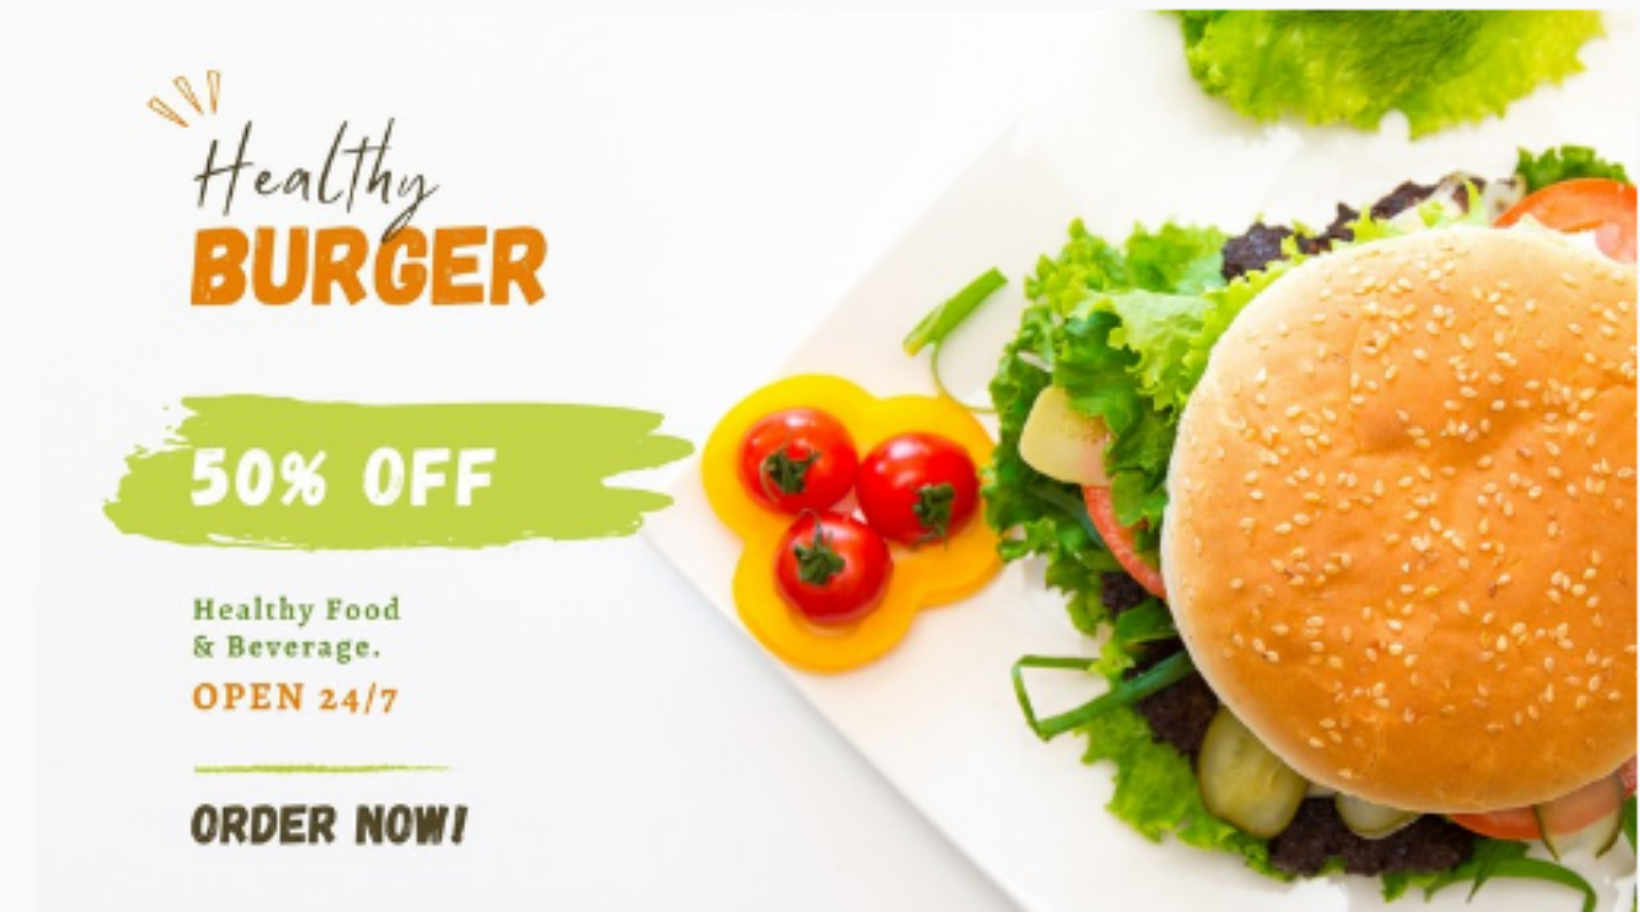 Healthy
BURGER
50% OFF
Healthy Food
& Beverage.
OPEN 24/7
ORDER NOW!